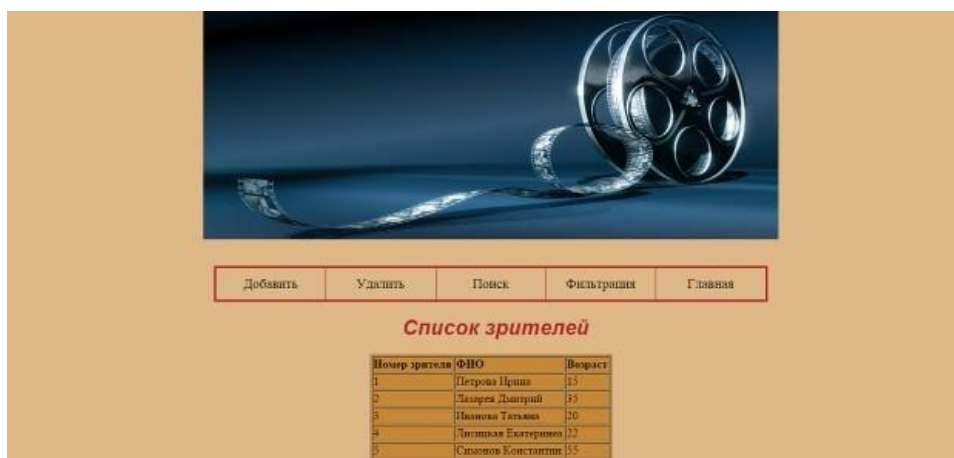 Добавить Удалить Поиск Фильтрация Главная
Список зрителей
Номер зрителя ФИО Возраст
1 Петрова Ирина 15
2 Лазарев Дмитрий 35
3 Иванова Татьяна 20
4 Лисицкая Екатерина 22
5 Симонов Константин 55